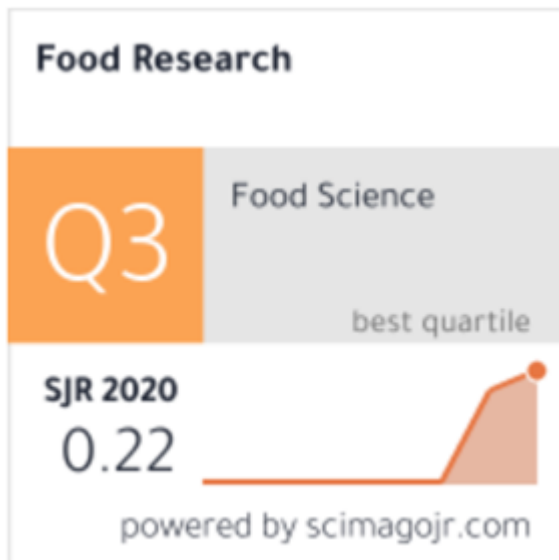 Food Research
Q3
Food Science
best quartile
SJR 2020
0.22
powered by scimagojr.com